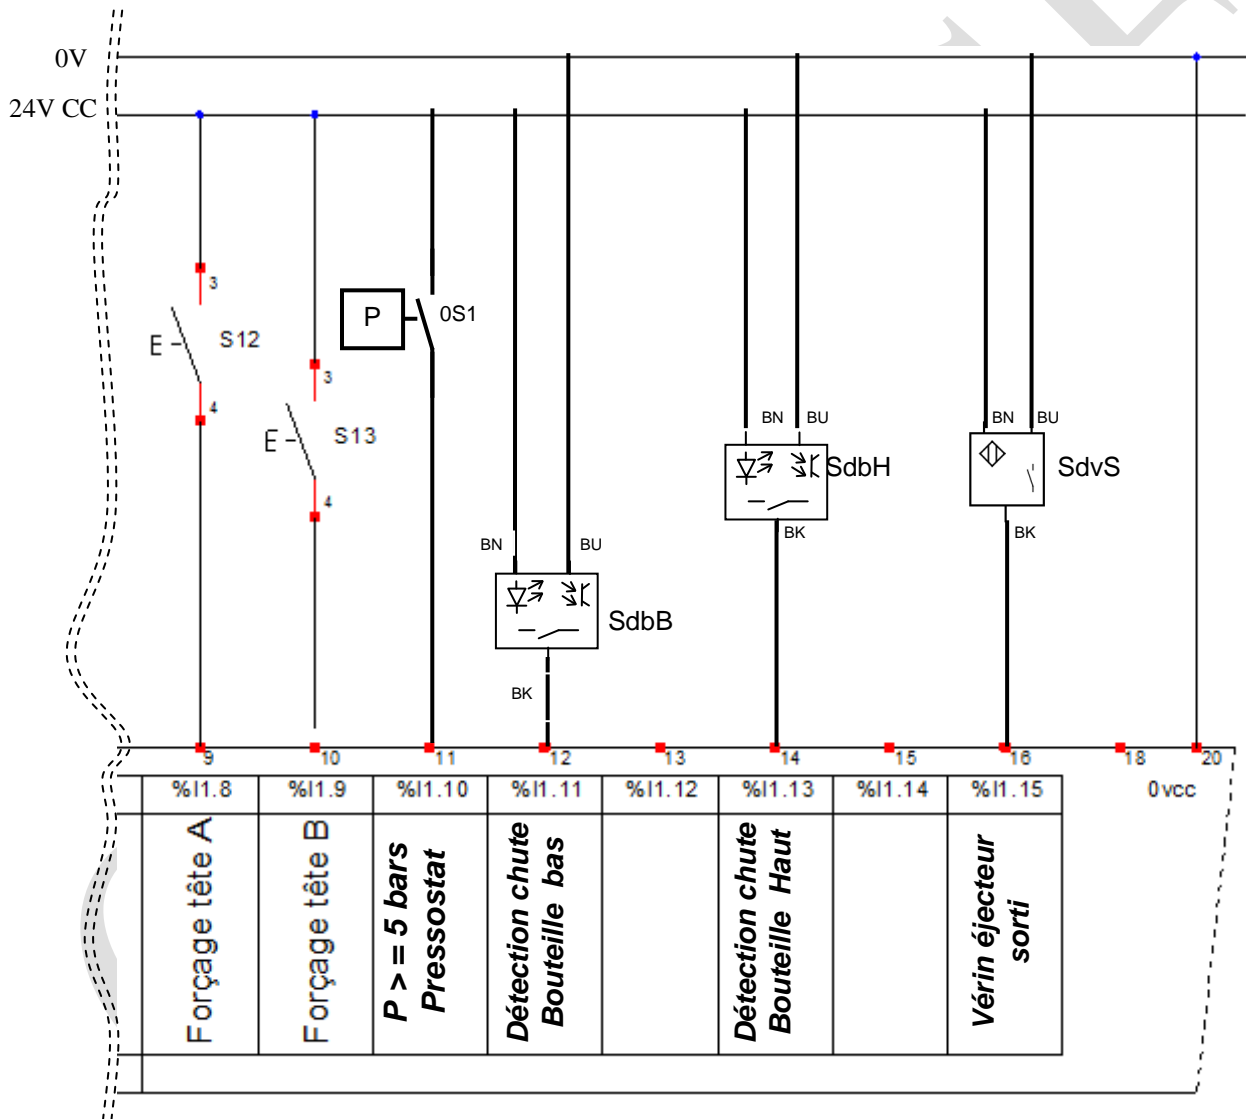 0V
24V CC
3
S12
E
4
3
S13
E
4
P
0S1
BN
BU
SdbB
BK
BN
BU
SdbH
BK
BN
BU
SdvS
BK
9
10
11
12
13
14
15
16
18
20
%I1.8
%I1.9
%I1.10
%I1.11
%I1.12
%I1.13
%I1.14
%I1.15
0vcc
Forçage tête A
Forçage tête B
P >= 5 bars
Pressostat
Détection chute
Bouteille bas
Détection chute
Bouteille Haut
Vérin éjecteur
sorti